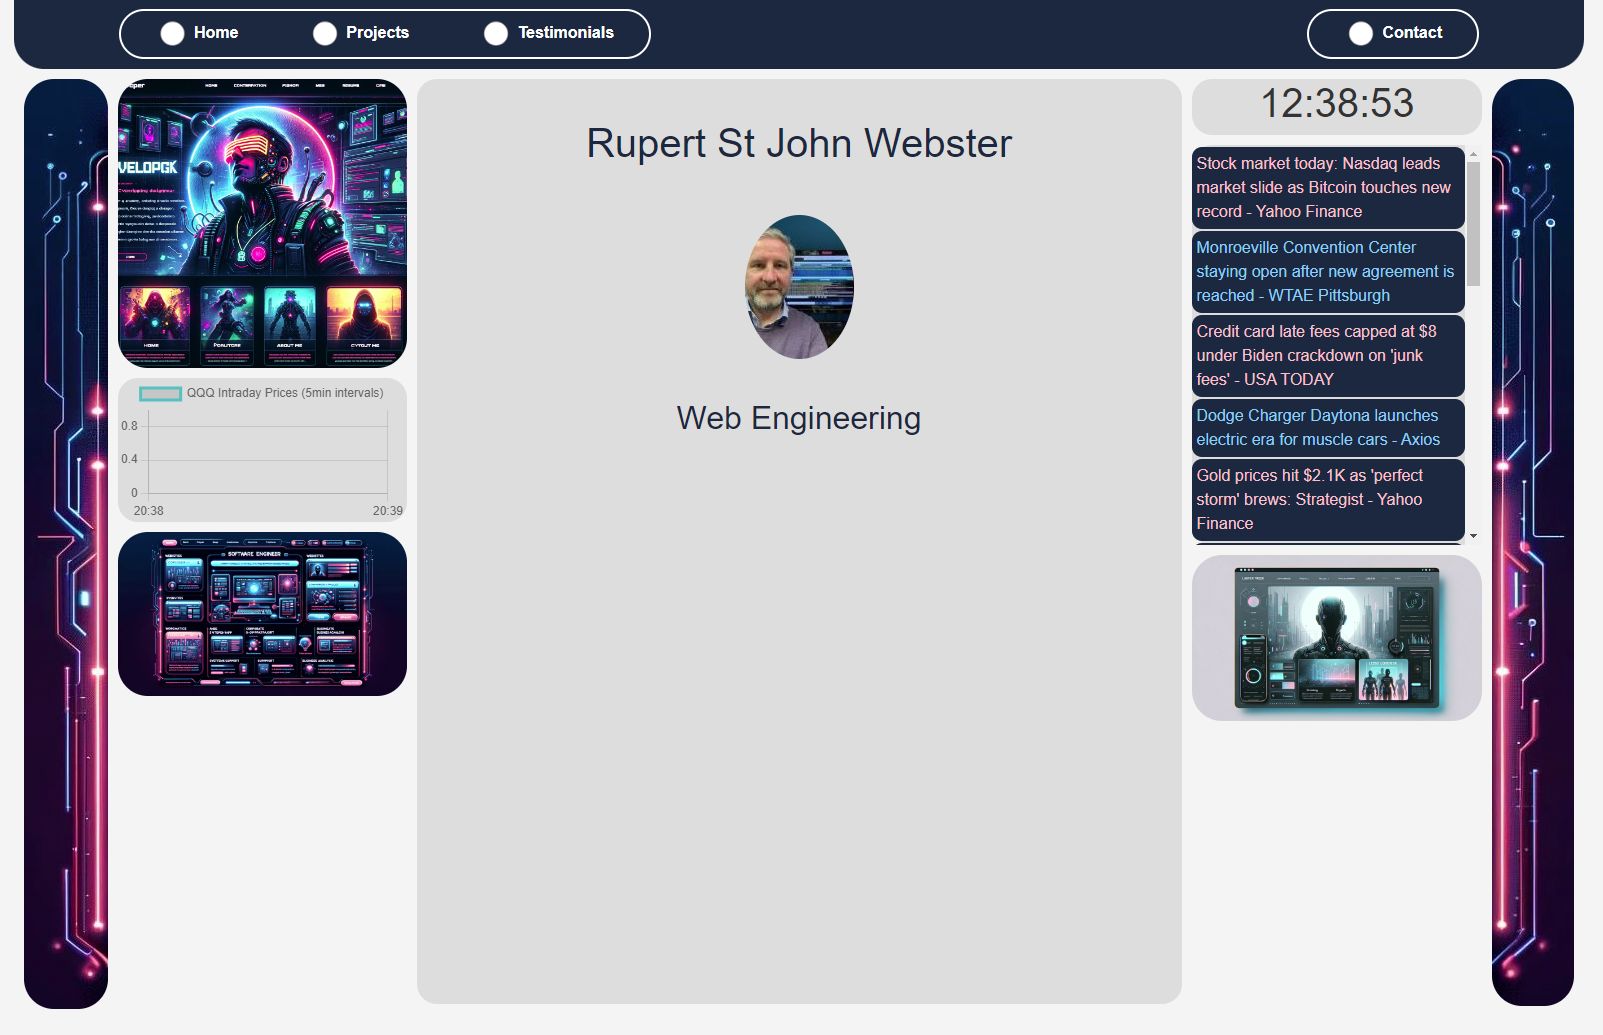 Home
Projects
Testimonials
Contact
HOME
VELOPGK
HOME
ABOUT ME
QQQ Intraday Prices (5min intervals)
0.8
0.4
0
20:38
20:39
SOFTWARE ENGINEER
Rupert St John Webster
Web Engineering
12:38:53
Stock market today: Nasdaq leads
market slide as Bitcoin touches new
record - Yahoo Finance
Monroeville Convention Center
staying open after new agreement is
reached - WTAE Pittsburgh
Credit card late fees capped at $8
under Biden crackdown on 'junk
fees' - USA TODAY
Dodge Charger Daytona launches
electric era for muscle cars - Axios
Gold prices hit $2.1K as 'perfect
storm' brews: Strategist - Yahoo
Finance